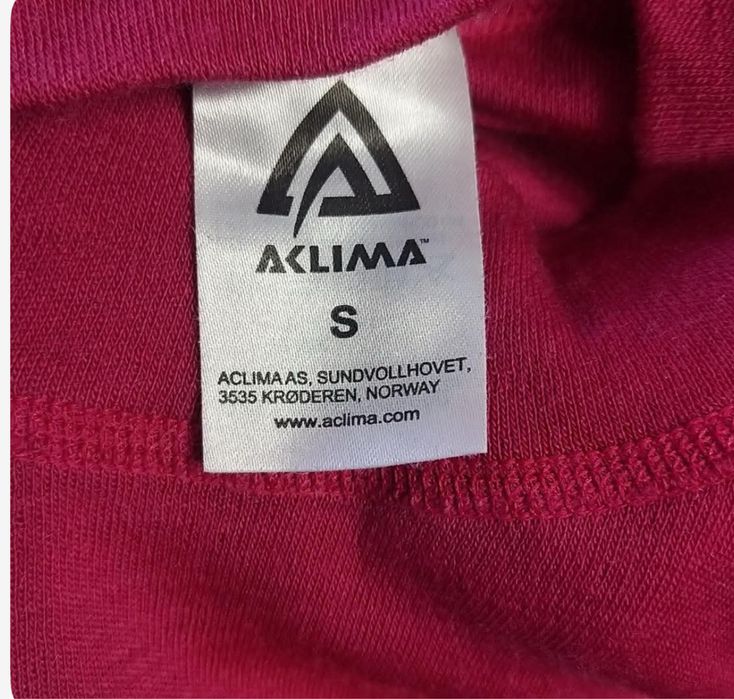 ACLIMA™
S
ACLIMA AS, SUNDVOLLHOVET,
3535 KRØDEREN, NORWAY
www.aclima.com